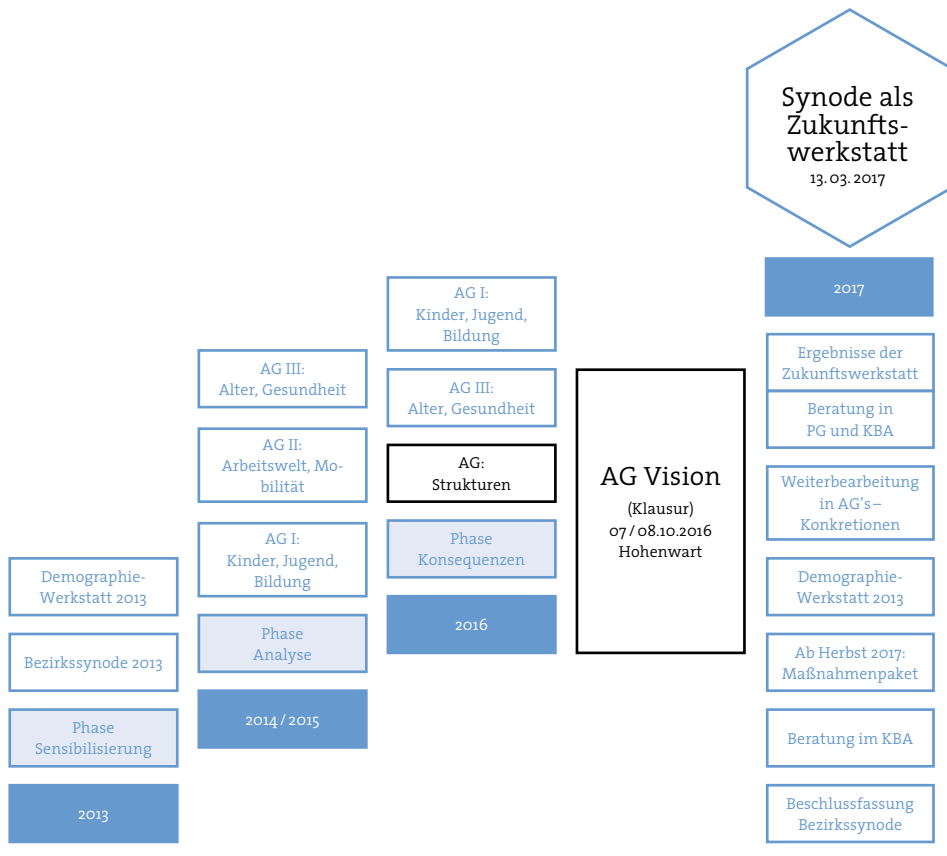 Demographie-
Werkstatt 2013
Bezirkssynode 2013
Phase
Sensibilisierung
2013
AG III:
Alter, Gesundheit
AG II:
Arbeitswelt, Mo-
bilität
AG I:
Kinder, Jugend,
Bildung
Phase
Analyse
2014 / 2015
AG I:
Kinder, Jugend,
Bildung
AG III:
Alter, Gesundheit
AG:
Strukturen
Phase
Konsequenzen
2016
AG Vision
(Klausur)
07 / 08.10.2016
Hohenwart
Synode als
Zukunfts-
werkstatt
13. 03. 2017
2017
Ergebnisse der
Zukunftswerkstatt
Beratung in
PG und KBA
Weiterbearbeitung
in AG’s –
Konkretionen
Demographie-
Werkstatt 2013
Ab Herbst 2017:
Maßnahmenpaket
Beratung im KBA
Beschlussfassung
Bezirkssynode